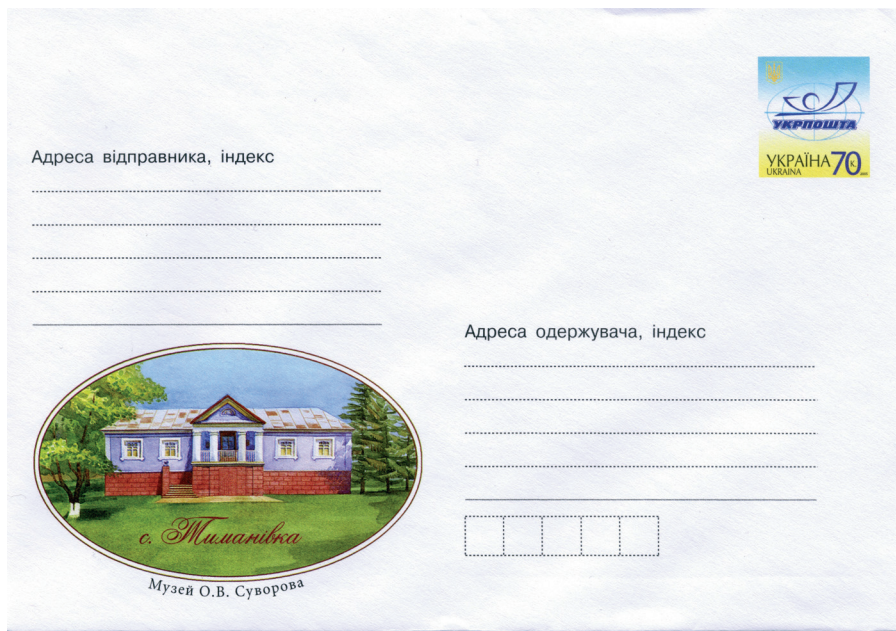 УКРПОШТА
УКРАЇНА 70 к.
UKRAINA
Адреса відправника, індекс
Адреса одержувача, індекс
с. Тиманівка
Музей О.В. Суворова